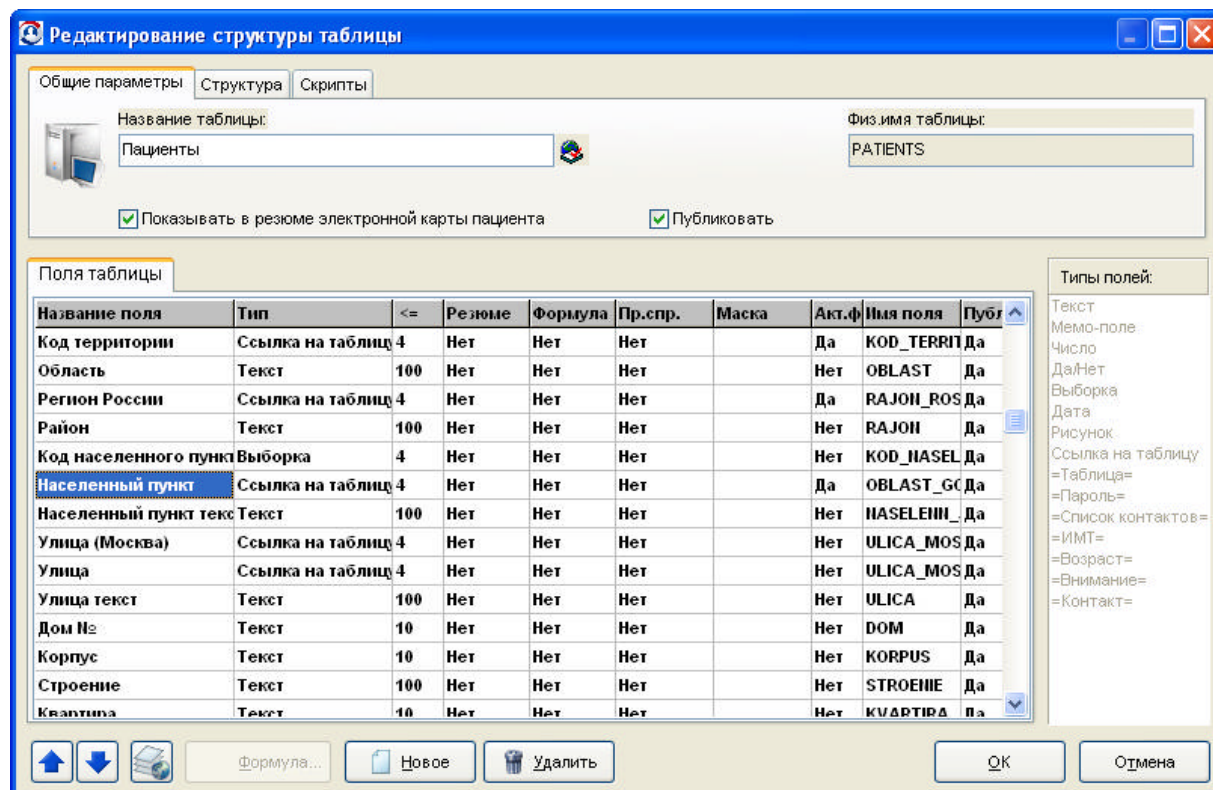 Редактирование структуры таблицы
Общие параметры Структура Скрипты
Название таблицы: Физ.имя таблицы:
Пациенты PATIENTS
Показывать в резюме электронной карты пациента Публиковать
Поля таблицы Типы полей:
Название поля Тип <= Резюме Формула Пр.спр. Маска Акт.ф Имя поля Публ
Код территории Ссылка на таблиц 4 Нет Нет Нет Да KOD_TERRIT Да
Область Текст 100 Нет Нет Нет Нет OBLAST Да
Регион России Ссылка на таблиц 4 Нет Нет Нет Да RAJON_ROS Да
Район Текст 100 Нет Нет Нет Нет RAJON Да
Код населенного пункт Выборка 4 Нет Нет Нет Нет KOD_NASEL Да
Населенный пункт Ссылка на таблиц 4 Нет Нет Нет Да OBLAST_GO Да
Населенный пункт текс Текст 100 Нет Нет Нет Нет NASELENN_ Да
Улица (Москва) Ссылка на таблиц 4 Нет Нет Нет Нет ULICA_MOS Да
Улица Ссылка на таблиц 4 Нет Нет Нет Нет ULICA_MOS Да
Улица текст Текст 100 Нет Нет Нет Нет ULICA Да
Дом № Текст 10 Нет Нет Нет Нет DOM Да
Корпус Текст 10 Нет Нет Нет Нет KORPUS Да
Строение Текст 100 Нет Нет Нет Нет STROENIE Да
Квартира Текст 10 Нет Нет Нет Нет KVARTIRA Да
Текст
Мемо-поле
Число
Да/Нет
Выборка
Дата
Рисунок
Ссылка на таблицу
=Таблица=
=Пароль=
=Список контактов=
=ИМТ=
=Возраст=
=Внимание=
=Контакт=
Формула... Новое Удалить OK Отмена